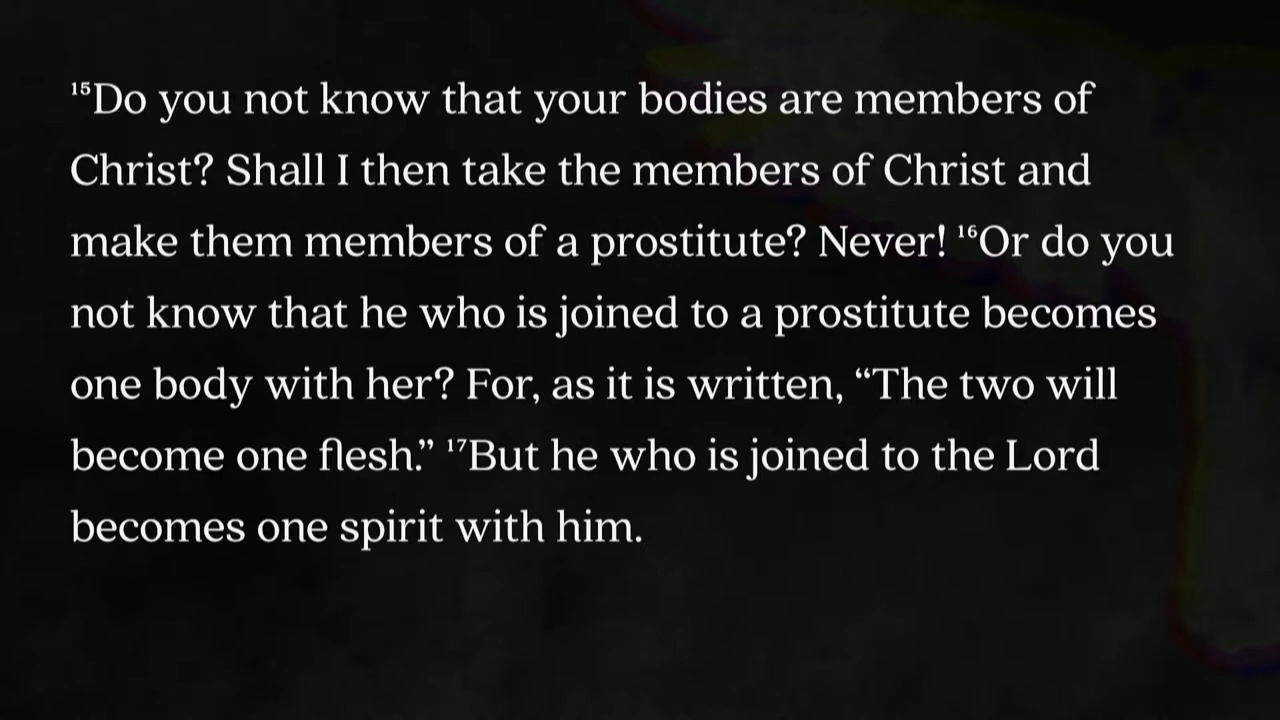 ¹⁵Do you not know that your bodies are members of
Christ? Shall I then take the members of Christ and
make them members of a prostitute? Never! ¹⁶Or do you
not know that he who is joined to a prostitute becomes
one body with her? For, as it is written, “The two will
become one flesh.” ¹⁷But he who is joined to the Lord
becomes one spirit with him.